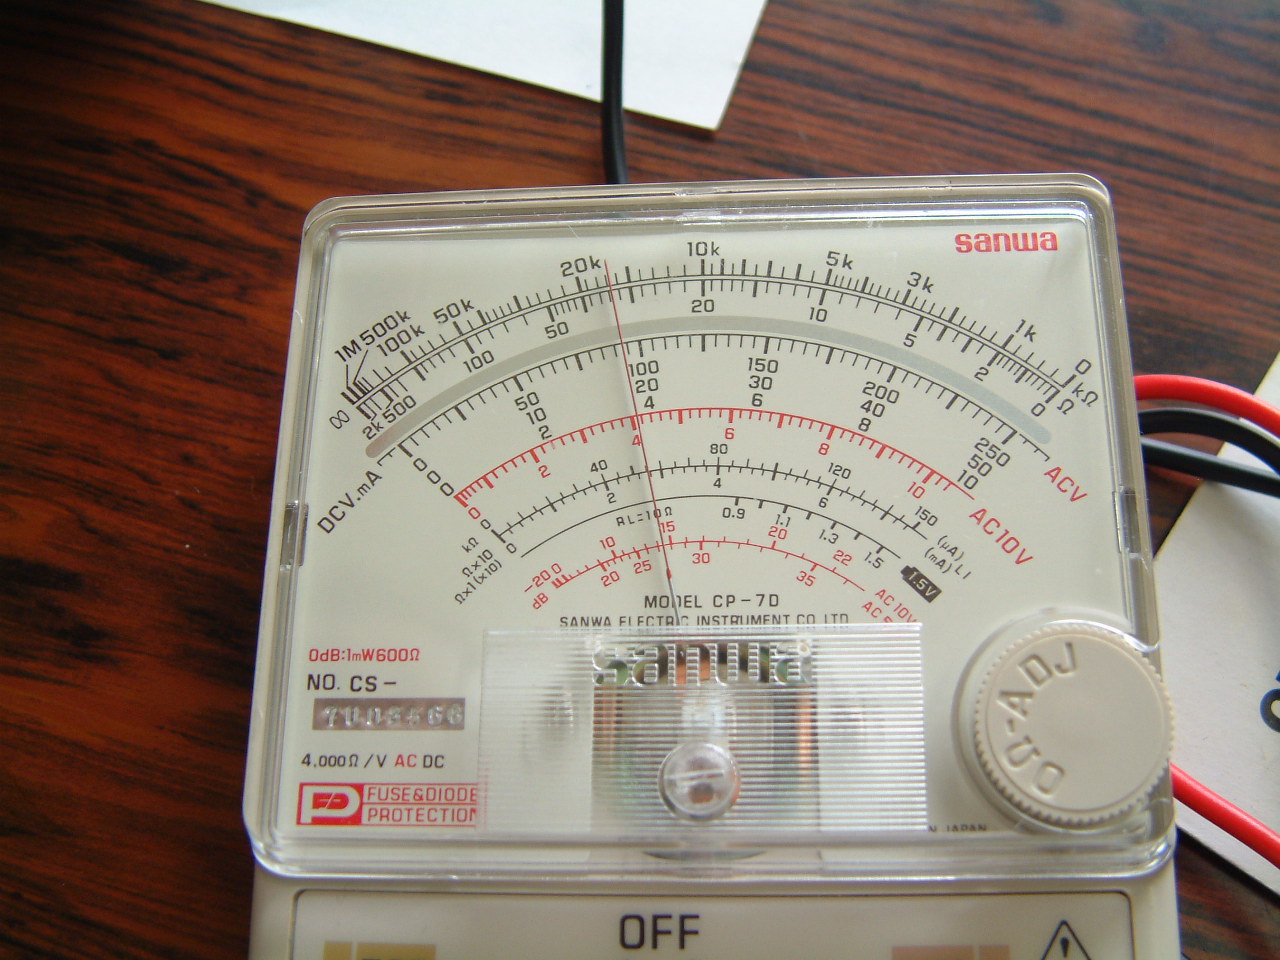 sanwa
1M 500k 100k 50k 20k 10k 5k 3k 1k 0 kΩ
∞ 2k 500 100 50 20 10 5 2 0 Ω
DCV.mA 0 50 100 150 200 250 ACV
0 10 20 30 40 50
0 2 4 6 8 10
0 2 4 6 8 10 AC10V
kΩ 0 40 80 120 150 (μA)
Ω×10 2 4 6 (mA) LI
Ω×1(×10) 0 RL=10Ω 0.9 1.1 1.3 1.5 1.5V
-20 0 10 15 20 22 AC 10V
dB 20 25 30 35
MODEL CP-7D
SANWA ELECTRIC INSTRUMENT CO.LTD.
sanwa
0dB:1mW600Ω
NO. CS-
4.000Ω/V AC DC
P FUSE&DIODE
PROTECTION
0Ω-ADJ
JAPAN
OFF